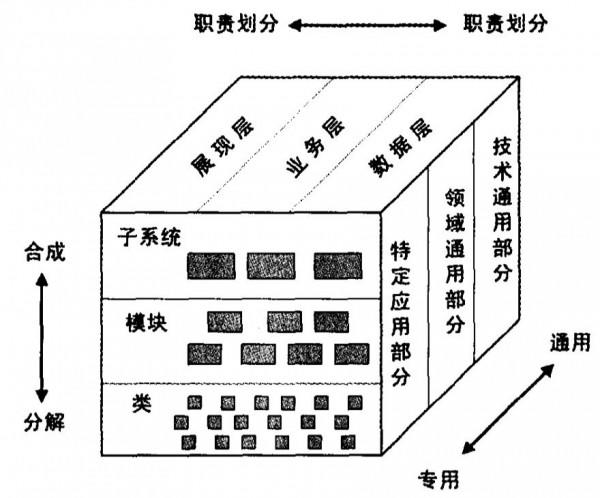 职责划分 职责划分
展现层
业务层
数据层
技术通用部分
领域通用部分
特定应用部分
子系统
合成
模块
通用
类
分解
专用